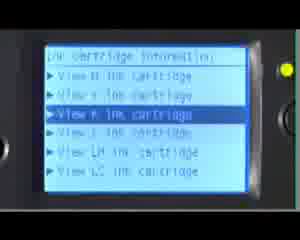 Ink cartridge information
▶View M ink cartridge
▶View Y ink cartridge
▶View K ink cartridge
▶View C ink cartridge
▶View LM ink cartridge
▶View LC ink cartridge